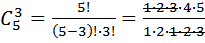 C₅³ = 5! / ((5−3)!·3!) = 1·2·3·4·5 / (1·2·1·2·3)